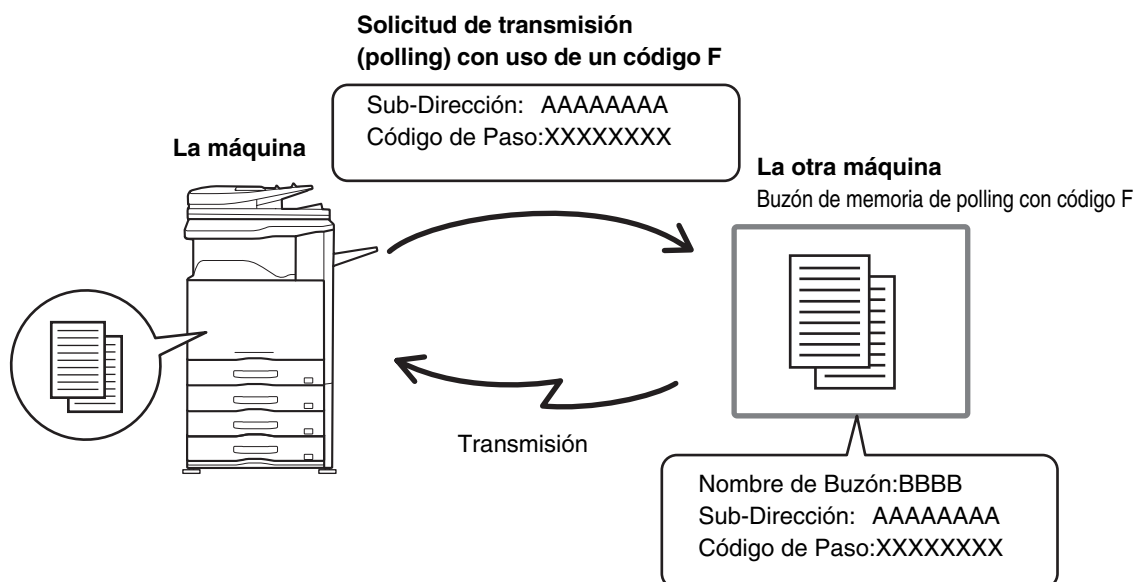 Solicitud de transmisión
(polling) con uso de un código F
Sub-Dirección: AAAAAAAA
Código de Paso:XXXXXXXX
La máquina
La otra máquina
Buzón de memoria de polling con código F
Transmisión
Nombre de Buzón:BBBB
Sub-Dirección: AAAAAAAA
Código de Paso:XXXXXXXX